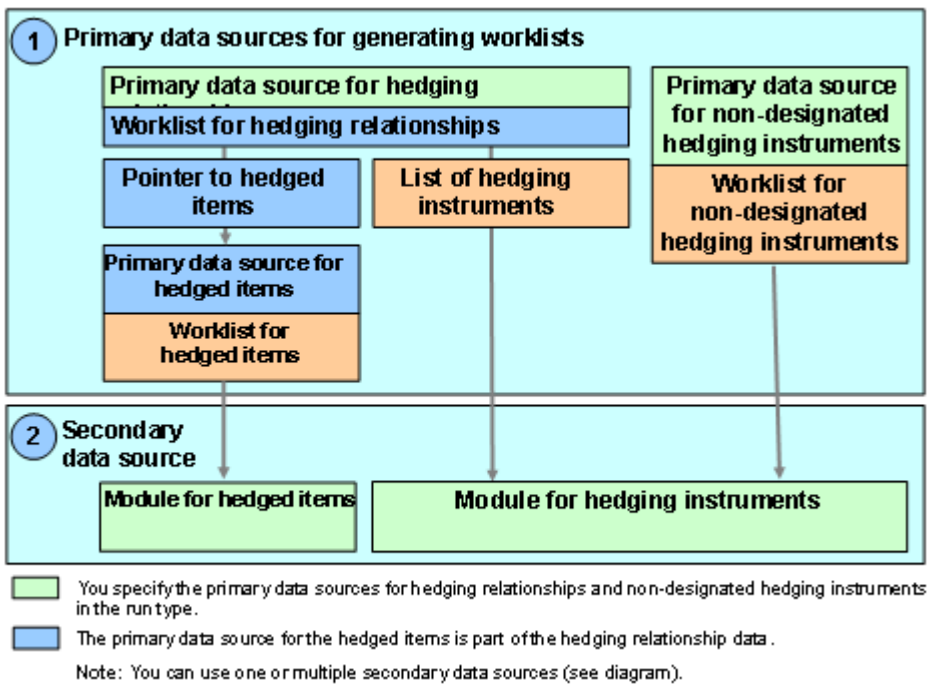 1
Primary data sources for generating worklists
Primary data source for hedging
Worklist for hedging relationships
Pointer to hedged
items
List of hedging
instruments
Primary data source
for non-designated
hedging instruments
Worklist for
non-designated
hedging instruments
Primary data source for
hedged items
Worklist for
hedged items
2
Secondary
data source
Module for hedged items
Module for hedging instruments
You specify the primary data sources for hedging relationships and non-designated hedging instruments
in the run type.
The primary data source for the hedged items is part of the hedging relationship data.
Note: You can use one or multiple secondary data sources (see diagram).